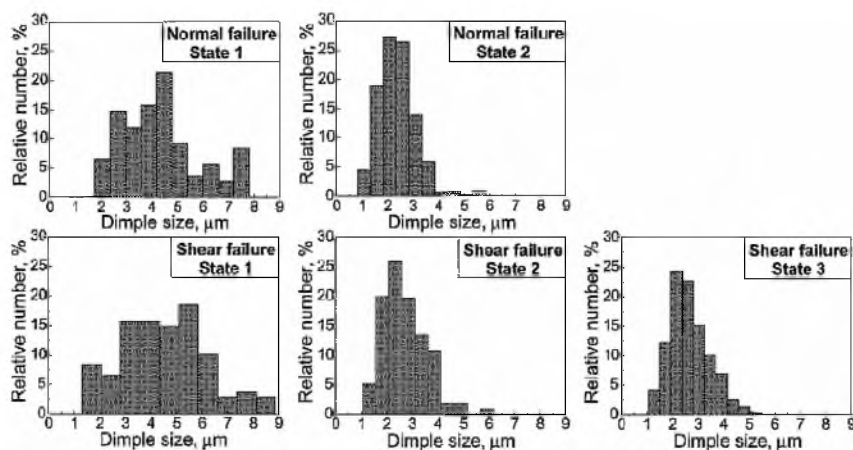 Relative number, %
30
25
20
15
10
5
0
Normal failure
State 1
0 1 2 3 4 5 6 7 8 9
Dimple size, μm
Relative number, %
30
25
20
15
10
5
0
Normal failure
State 2
0 1 2 3 4 5 6 7 8 9
Dimple size, μm
Relative number, %
30
25
20
15
10
5
0
Shear failure
State 1
0 1 2 3 4 5 6 7 8 9
Dimple size, μm
Relative number, %
30
25
20
15
10
5
0
Shear failure
State 2
0 1 2 3 4 5 6 7 8 9
Dimple size, μm
Relative number, %
30
25
20
15
10
5
0
Shear failure
State 3
0 1 2 3 4 5 6 7 8 9
Dimple size, μm